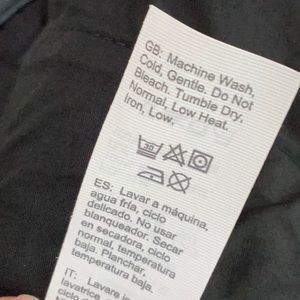 GB: Machine Wash,
Cold, Gentle. Do Not
Bleach. Tumble Dry,
Normal, Low Heat.
Iron, Low.
30
ES: Lavar a máquina,
agua fría, ciclo
delicado. No usar
blanqueador. Secar
en secadora, ciclo
normal, temperatura
baja. Planchar,
temperatura baja.
IT: Lavare in
lavatrice
ciclo